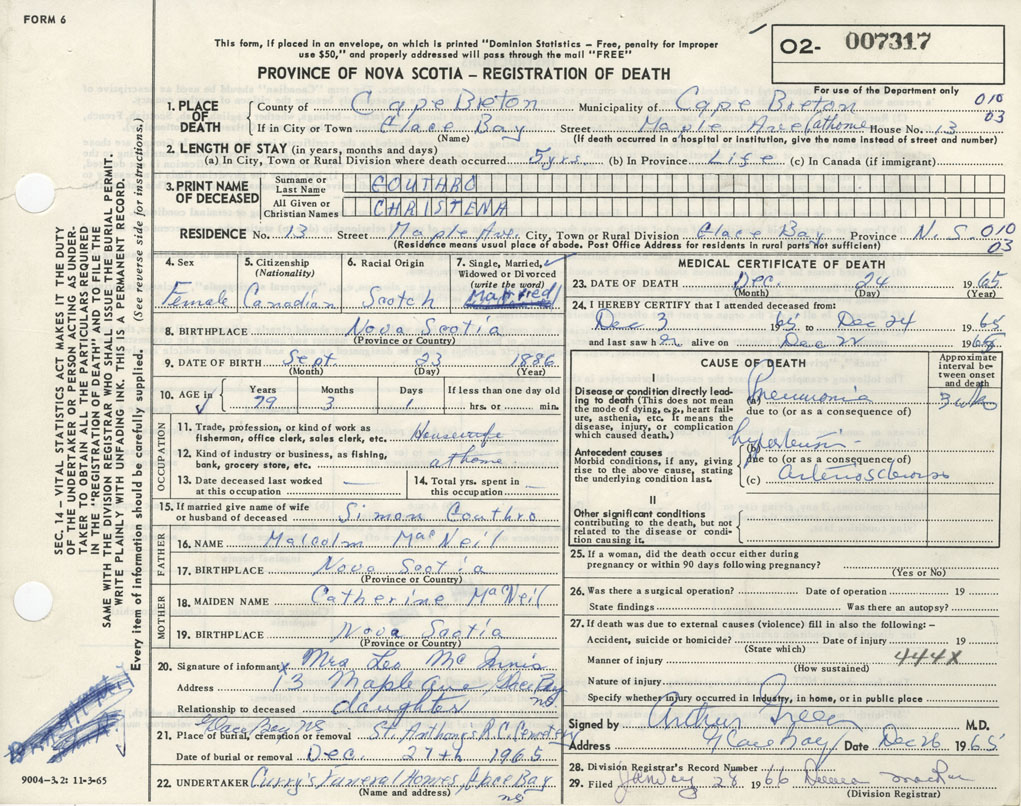 FORM 6
This form, if placed in an envelope, on which is printed "Dominion Statistics – Free, penalty for improper
use $50," and properly addressed will pass through the mail "FREE"
PROVINCE OF NOVA SCOTIA – REGISTRATION OF DEATH
02- 007317
For use of the Department only
010
03
1. PLACE OF DEATH
County of Cape Breton Municipality of Cape Breton
If in City or Town Glace Bay Street Maple Ave (at home House No. 13
(Name) (If death occurred in a hospital or institution, give the name instead of street and number)
2. LENGTH OF STAY (in years, months and days)
(a) In City, Town or Rural Division where death occurred 5 yrs. (b) In Province Life (c) In Canada (if immigrant)
3. PRINT NAME OF DECEASED
Surname or Last Name COUTHRO
All Given or Christian Names CHRISTENA
RESIDENCE No. 13 Street Maple Ave. City, Town or Rural Division Glace Bay Province N.S. 010
03
(Residence means usual place of abode. Post Office Address for residents in rural parts not sufficient)
4. Sex Female
5. Citizenship (Nationality) Canadian
6. Racial Origin Scotch
7. Single, Married, Widowed or Divorced (write the word) Married
8. BIRTHPLACE Nova Scotia
(Province or Country)
9. DATE OF BIRTH Sept 23 1886
(Month) (Day) (Year)
10. AGE in Years 79 Months 3 Days 1 If less than one day old hrs. or min.
OCCUPATION
11. Trade, profession, or kind of work as
fisherman, office clerk, sales clerk, etc. Housewife
12. Kind of industry or business, as fishing,
bank, grocery store, etc. at home
13. Date deceased last worked
at this occupation —
14. Total yrs. spent in
this occupation —
15. If married give name of wife
or husband of deceased Simon Couthro
FATHER
16. NAME Malcolm MacNeil
17. BIRTHPLACE Nova Scotia
(Province or Country)
MOTHER
18. MAIDEN NAME Catherine MacNeil
19. BIRTHPLACE Nova Scotia
(Province or Country)
20. Signature of informant x Mrs Leo McInnis
Address 13 Maple Ave, Glace Bay
NS
Relationship to deceased daughter
Glace Bay NS
21. Place of burial, cremation or removal St. Anthonys R.C. Cemetery
Date of burial or removal Dec. 27th 1965
22. UNDERTAKER Curry's Funeral Homes, Glace Bay
(Name and address) NS
MEDICAL CERTIFICATE OF DEATH
23. DATE OF DEATH Dec. 24 1965
(Month) (Day) (Year)
24. I HEREBY CERTIFY that I attended deceased from:
Dec 3 1965 to Dec 24 1965
and last saw her alive on Dec 22 1965
CAUSE OF DEATH
Approximate interval between onset and death
I
Disease or condition directly leading to death (This does not mean
the mode of dying, e.g., heart failure, asthenia, etc. It means the
disease, injury, or complication
which caused death.)
(a) Pneumonia 3 wks
due to (or as a consequence of)
Antecedent causes
Morbid conditions, if any, giving
rise to the above cause, stating
the underlying condition last.
(b) hypertension
due to (or as a consequence of)
(c) arteriosclerosis
II
Other significant conditions
contributing to the death, but not
related to the disease or condition causing it.
25. If a woman, did the death occur either during
pregnancy or within 90 days following pregnancy?
(Yes or No)
26. Was there a surgical operation? Date of operation 19
State findings Was there an autopsy?
27. If death was due to external causes (violence) fill in also the following:–
Accident, suicide or homicide? Date of injury 19
(State which)
Manner of injury 444X
(How sustained)
Nature of injury
Specify whether injury occurred in industry, in home, or in public place
Signed by Arthur Green M.D.
Address Glace Bay Date Dec 26 1965
28. Division Registrar's Record Number
29. Filed January 28 1966
(Division Registrar)
SEC. 14 – VITAL STATISTICS ACT MAKES IT THE DUTY
OF THE UNDERTAKER OR PERSON ACTING AS UNDER-
TAKER TO OBTAIN ALL THE PARTICULARS REQUIRED
IN THE "REGISTRATION OF DEATH" AND TO FILE THE
SAME WITH THE DIVISION REGISTRAR WHO SHALL ISSUE THE BURIAL PERMIT.
WRITE PLAINLY WITH UNFADING INK. THIS IS A PERMANENT RECORD.
Every item of information should be carefully supplied. (See reverse side for instructions.)
9004–3.2: 11-3-65